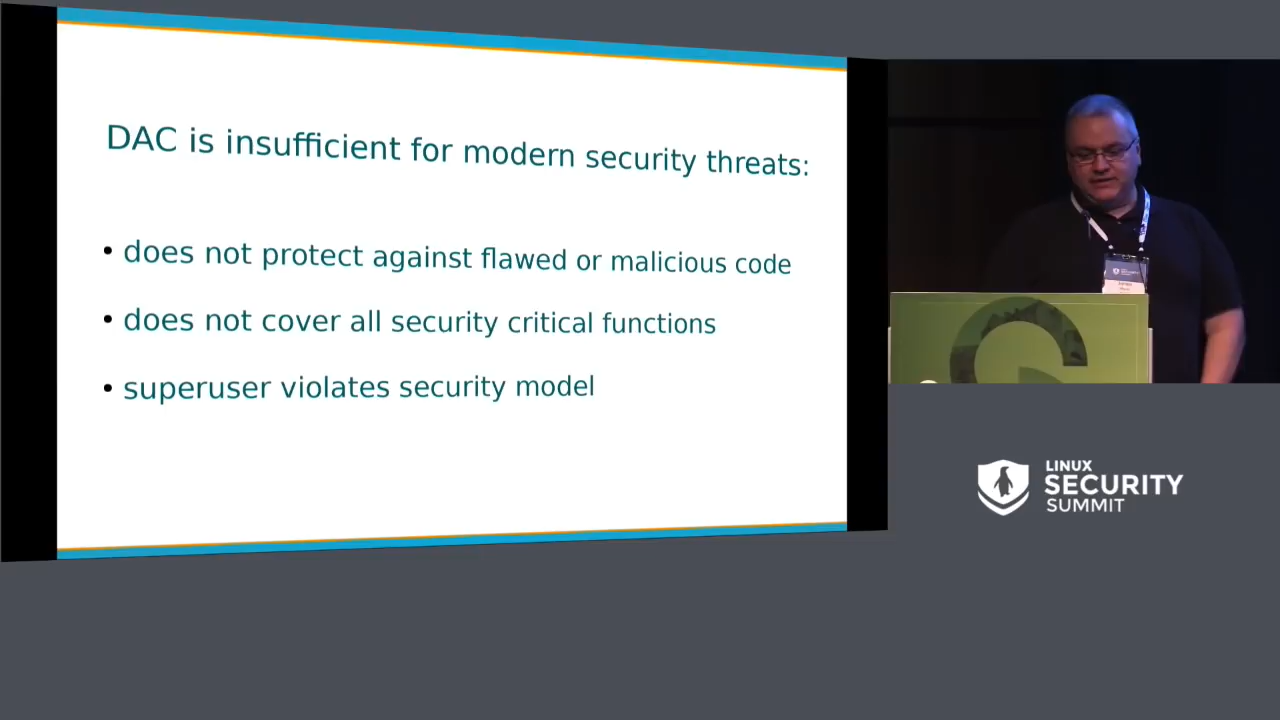 DAC is insufficient for modern security threats:
• does not protect against flawed or malicious code
• does not cover all security critical functions
• superuser violates security model
LINUX
SECURITY
SUMMIT